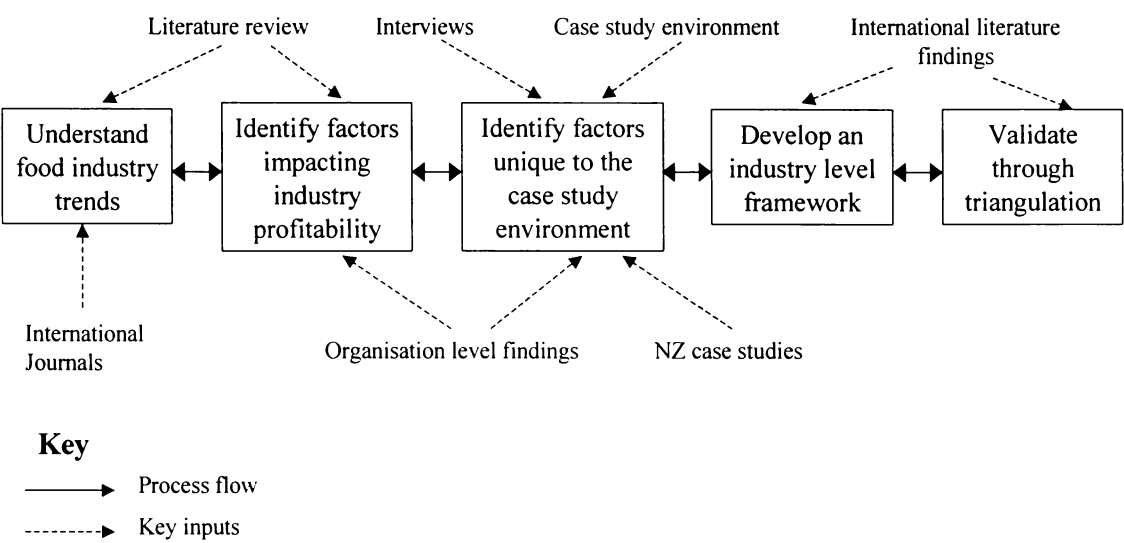 Literature review
Interviews
Case study environment
International literature
findings
Understand
food industry
trends
Identify factors
impacting
industry
profitability
Identify factors
unique to the
case study
environment
Develop an
industry level
framework
Validate
through
triangulation
International
Journals
Organisation level findings
NZ case studies
Key
Process flow
Key inputs